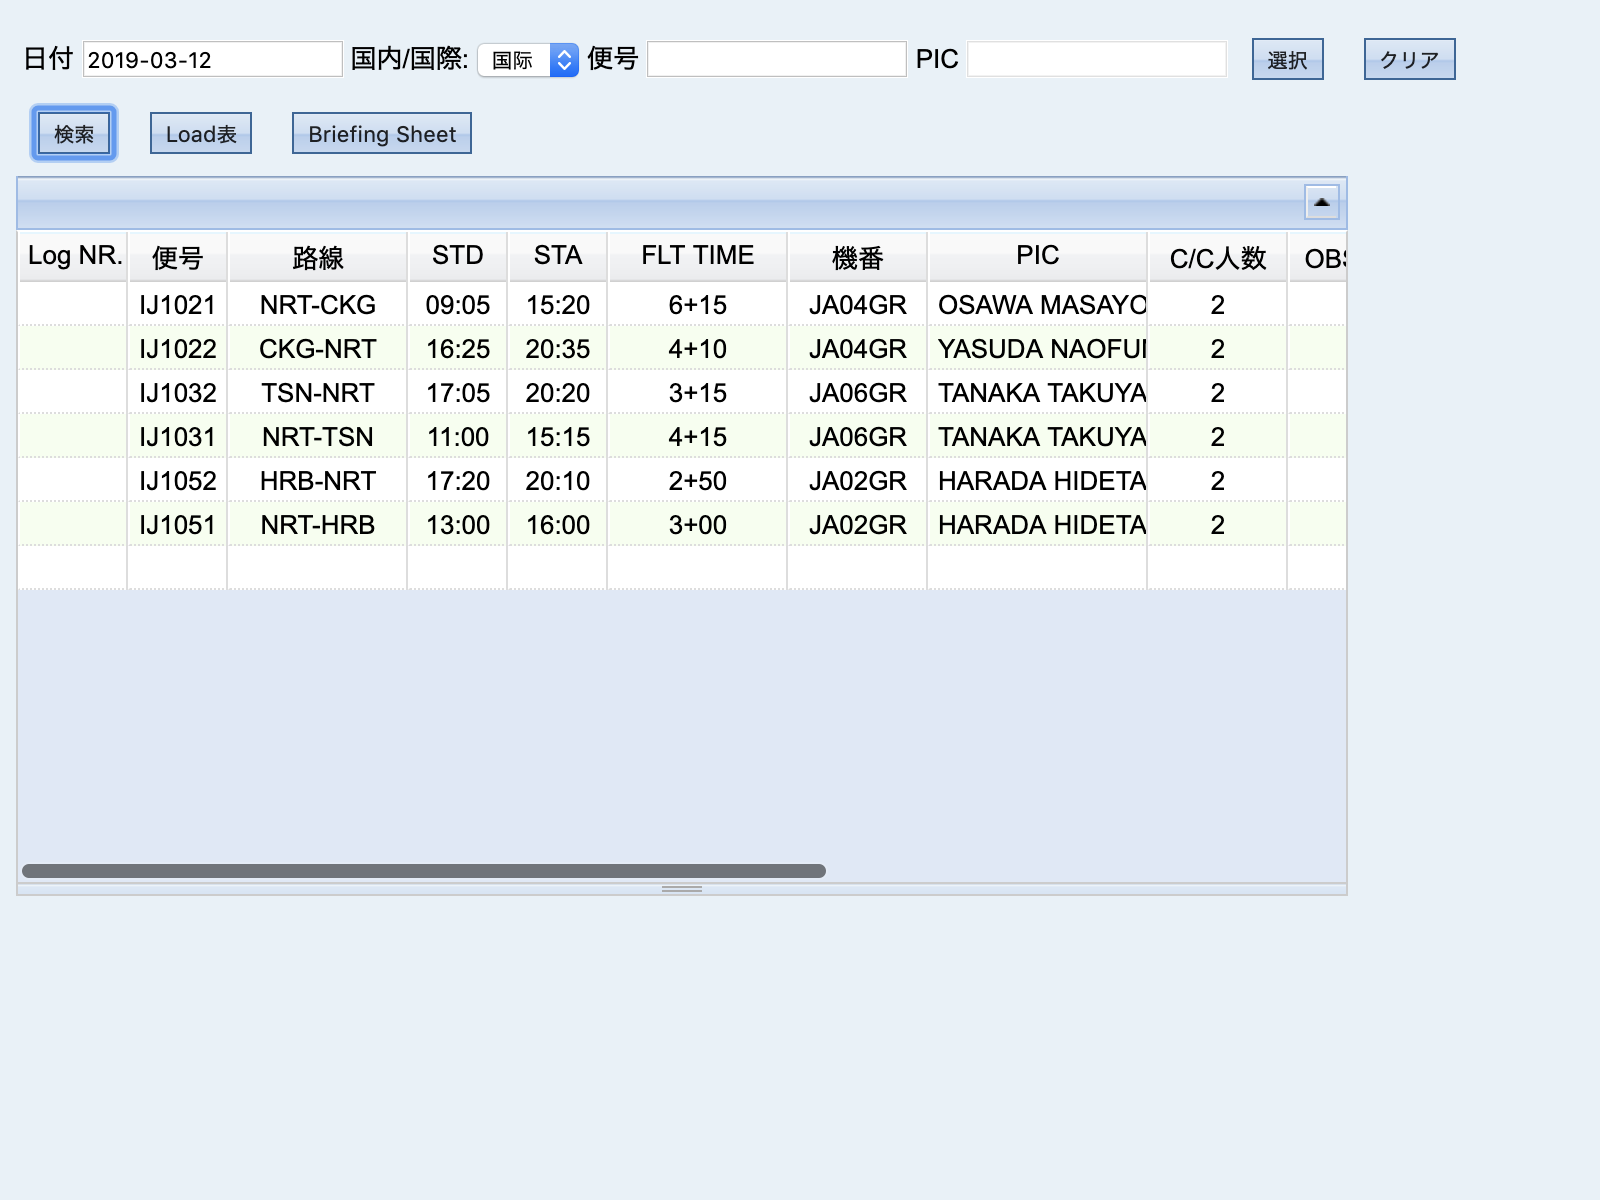 日付 2019-03-12 国内/国際: 国际 便号 PIC 選択 クリア
検索 Load表 Briefing Sheet
Log NR. 便号 路線 STD STA FLT TIME 機番 PIC C/C人数 OBS
IJ1021 NRT-CKG 09:05 15:20 6+15 JA04GR OSAWA MASAYO 2
IJ1022 CKG-NRT 16:25 20:35 4+10 JA04GR YASUDA NAOFU 2
IJ1032 TSN-NRT 17:05 20:20 3+15 JA06GR TANAKA TAKUYA 2
IJ1031 NRT-TSN 11:00 15:15 4+15 JA06GR TANAKA TAKUYA 2
IJ1052 HRB-NRT 17:20 20:10 2+50 JA02GR HARADA HIDETA 2
IJ1051 NRT-HRB 13:00 16:00 3+00 JA02GR HARADA HIDETA 2